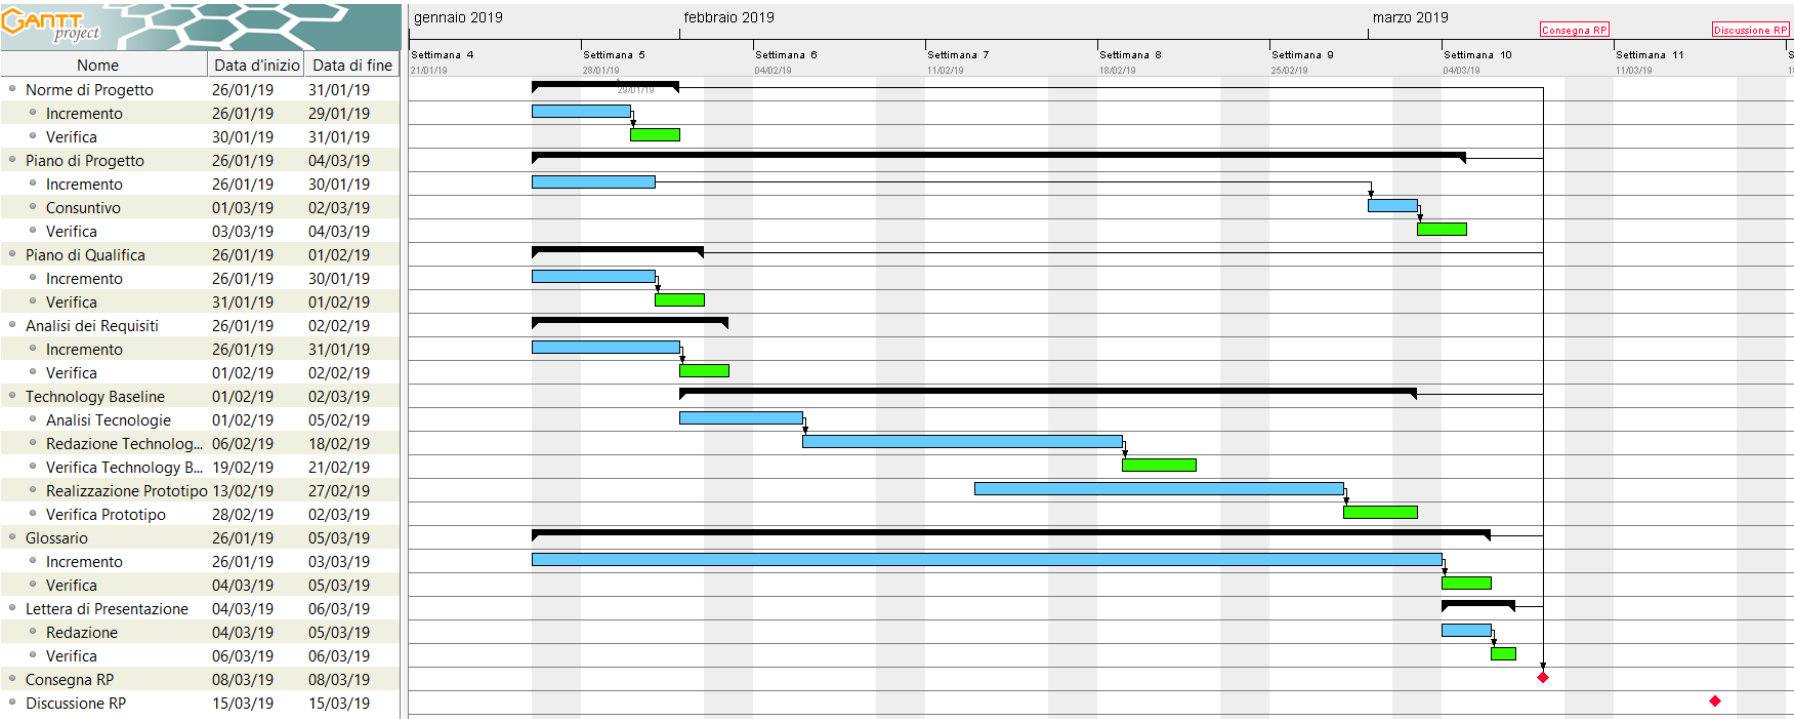 GANTT
project
gennaio 2019
febbraio 2019
marzo 2019
Consegna RP
Discussione RP
Settimana 4
Settimana 5
Settimana 6
Settimana 7
Settimana 8
Settimana 9
Settimana 10
Settimana 11
S
21/01/19
28/01/19
04/02/19
11/02/19
18/02/19
25/02/19
04/03/19
11/03/19
18
29/01/19
Nome Data d'inizio Data di fine
Norme di Progetto 26/01/19 31/01/19
Incremento 26/01/19 29/01/19
Verifica 30/01/19 31/01/19
Piano di Progetto 26/01/19 04/03/19
Incremento 26/01/19 30/01/19
Consuntivo 01/03/19 02/03/19
Verifica 03/03/19 04/03/19
Piano di Qualifica 26/01/19 01/02/19
Incremento 26/01/19 30/01/19
Verifica 31/01/19 01/02/19
Analisi dei Requisiti 26/01/19 02/02/19
Incremento 26/01/19 31/01/19
Verifica 01/02/19 02/02/19
Technology Baseline 01/02/19 02/03/19
Analisi Tecnologie 01/02/19 05/02/19
Redazione Technolog... 06/02/19 18/02/19
Verifica Technology B... 19/02/19 21/02/19
Realizzazione Prototipo 13/02/19 27/02/19
Verifica Prototipo 28/02/19 02/03/19
Glossario 26/01/19 05/03/19
Incremento 26/01/19 03/03/19
Verifica 04/03/19 05/03/19
Lettera di Presentazione 04/03/19 06/03/19
Redazione 04/03/19 05/03/19
Verifica 06/03/19 06/03/19
Consegna RP 08/03/19 08/03/19
Discussione RP 15/03/19 15/03/19